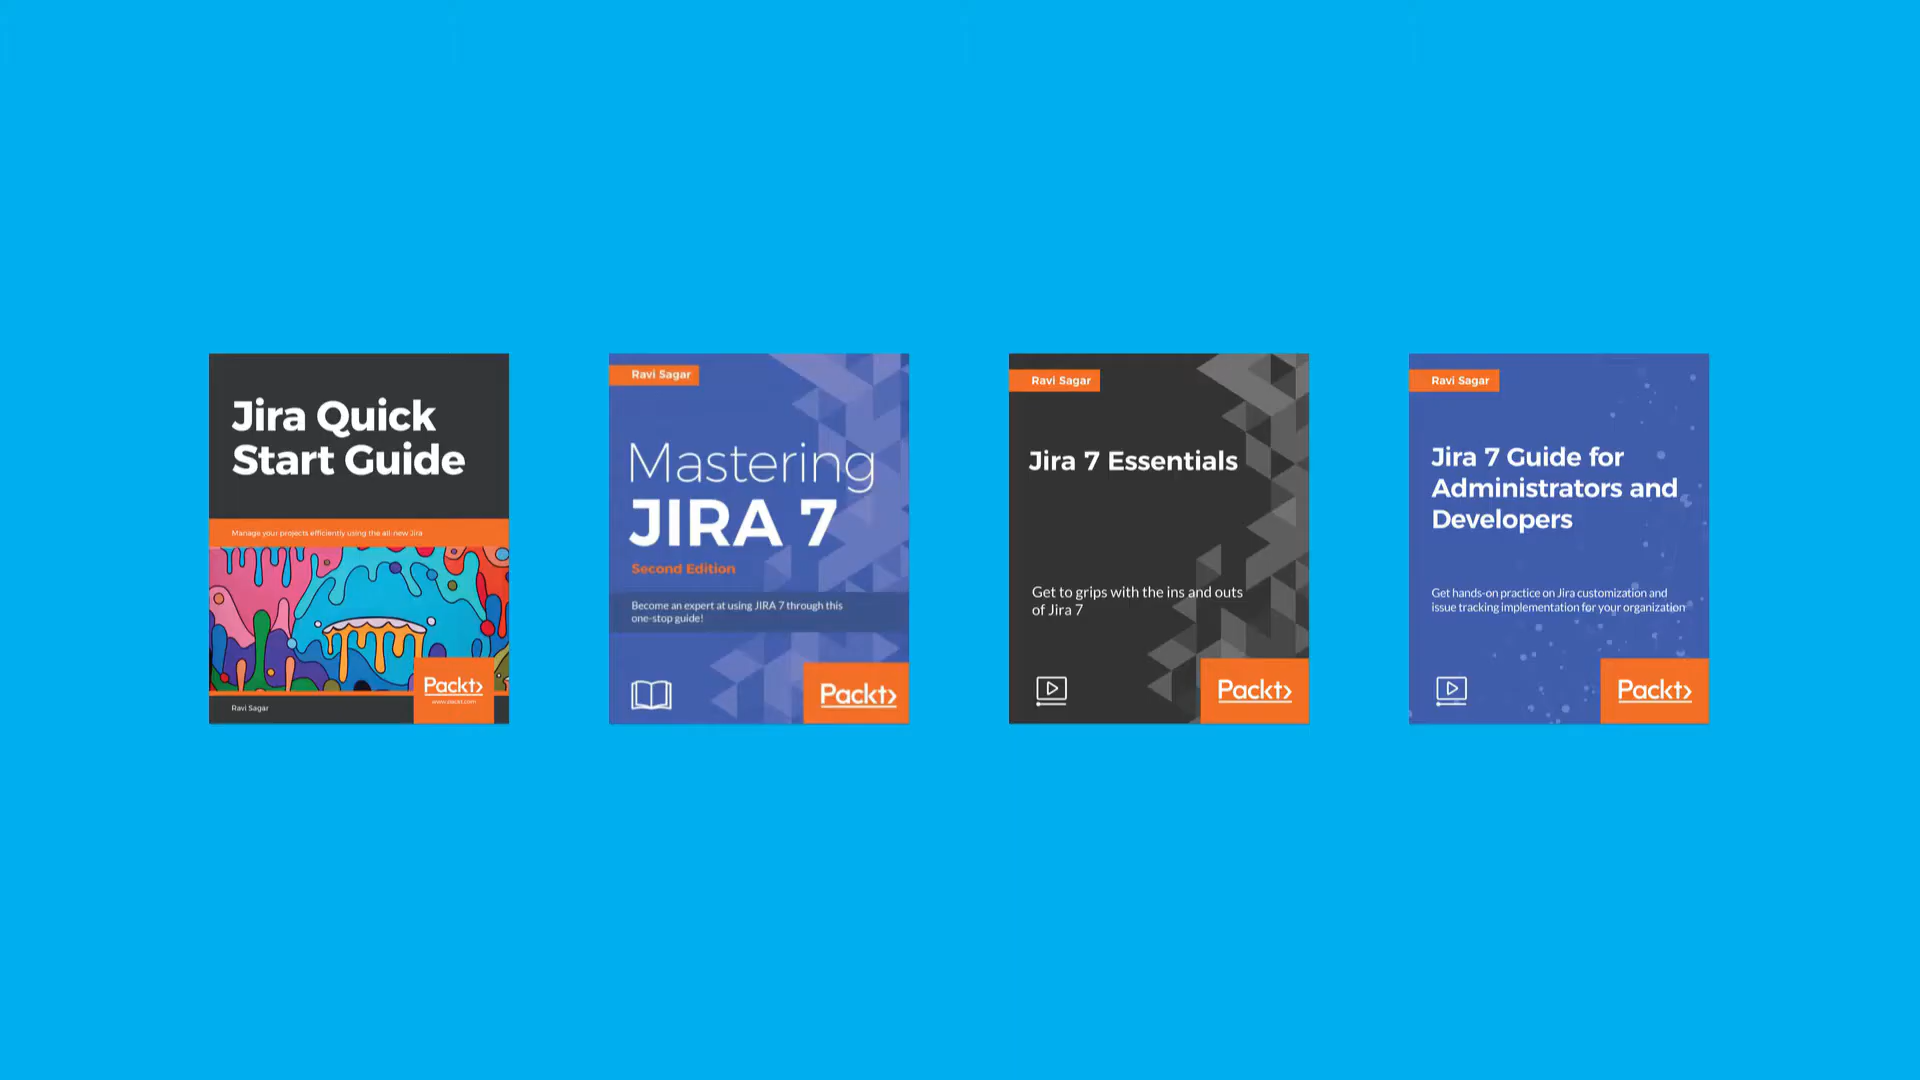 Jira Quick
Start Guide
Manage your projects efficiently using the all-new Jira
Packt>
www.packt.com
Ravi Sagar
Ravi Sagar
Mastering
JIRA 7
Second Edition
Become an expert at using JIRA 7 through this
one-stop guide!
Packt>
Ravi Sagar
Jira 7 Essentials
Get to grips with the ins and outs
of Jira 7
Packt>
Ravi Sagar
Jira 7 Guide for
Administrators and
Developers
Get hands-on practice on Jira customization and
issue tracking implementation for your organization
Packt>